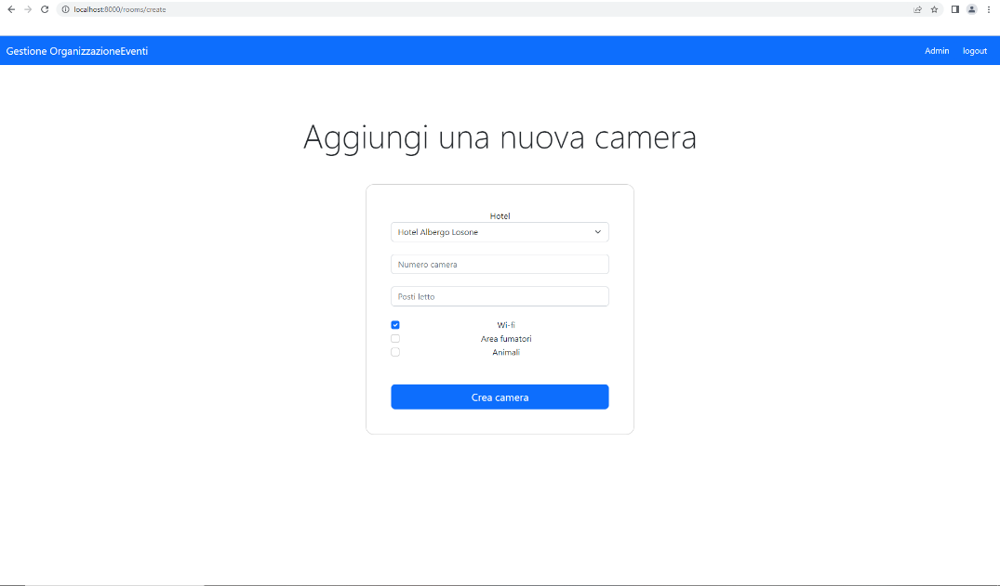 localhost:8000/rooms/create
Gestione OrganizzazioneEventi
Admin logout
Aggiungi una nuova camera
Hotel
Hotel Albergo Losone
Numero camera
Posti letto
Wi-fi
Area fumatori
Animali
Crea camera